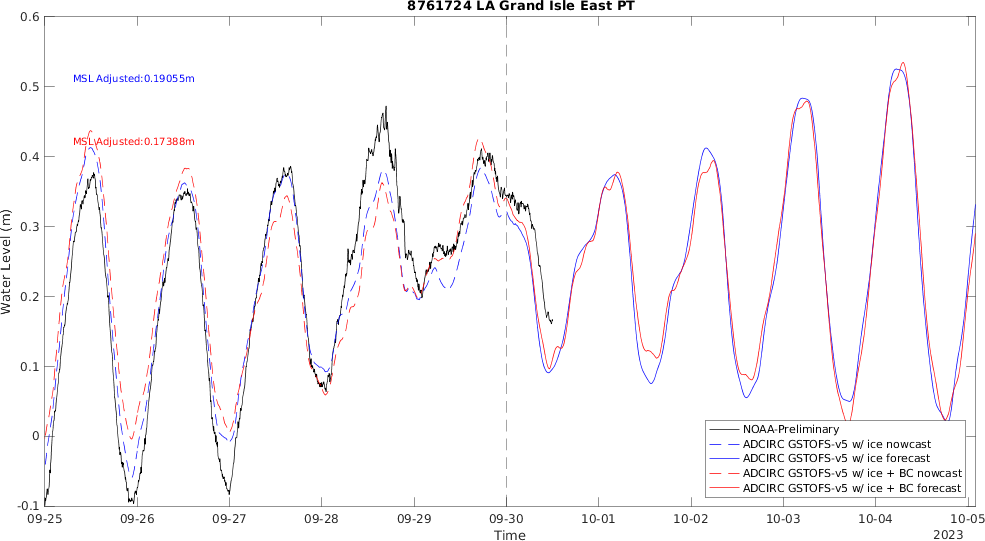 8761724 LA Grand Isle East PT
0.6
0.5
0.4
0.3
0.2
0.1
0
-0.1
Water Level (m)
MSL Adjusted:0.19055m
MSL Adjusted:0.17388m
NOAA-Preliminary
ADCIRC GSTOFS-v5 w/ ice nowcast
ADCIRC GSTOFS-v5 w/ ice forecast
ADCIRC GSTOFS-v5 w/ ice + BC nowcast
ADCIRC GSTOFS-v5 w/ ice + BC forecast
09-25 09-26 09-27 09-28 09-29 09-30 10-01 10-02 10-03 10-04 10-05
Time
2023